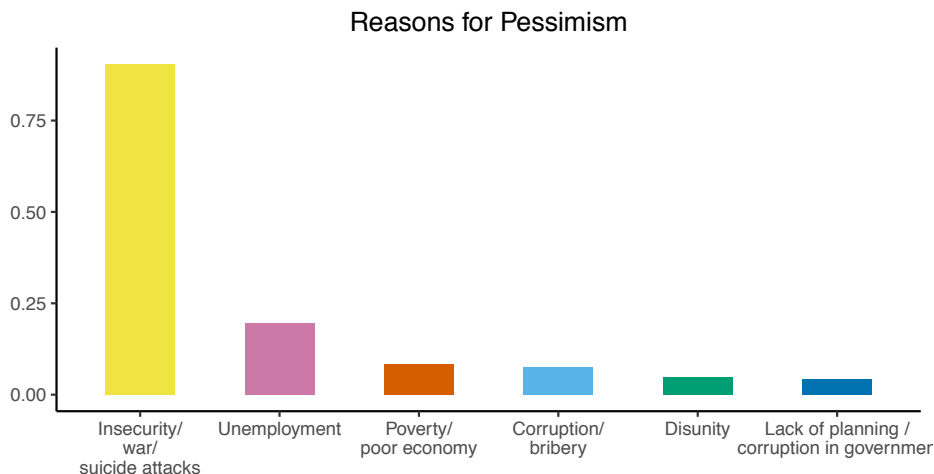 Reasons for Pessimism
0.75
0.50
0.25
0.00
Insecurity/
war/
suicide attacks
Unemployment
Poverty/
poor economy
Corruption/
bribery
Disunity
Lack of planning /
corruption in governmen